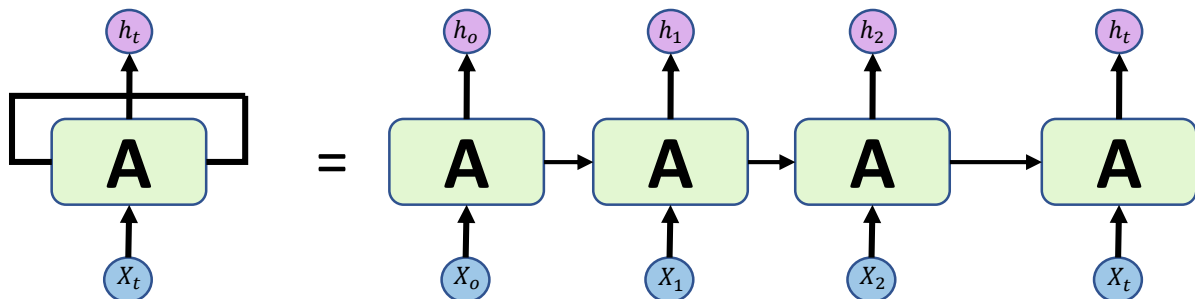 h_t h_o h_1 h_2 h_t
A = A A A A
X_t X_o X_1 X_2 X_t